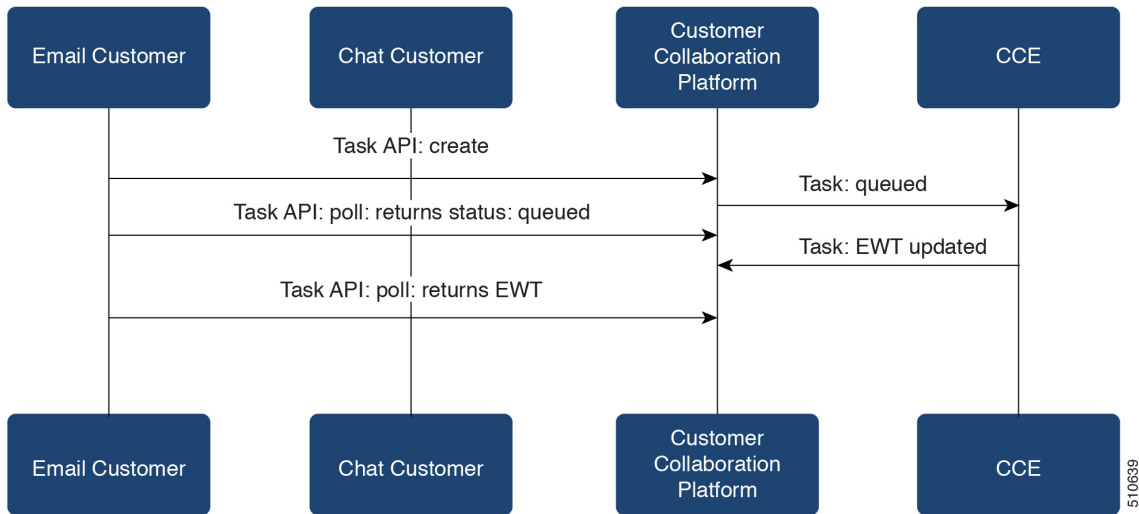 Email Customer
Chat Customer
Customer
Collaboration
Platform
CCE
Task API: create
Task: queued
Task API: poll: returns status: queued
Task: EWT updated
Task API: poll: returns EWT
Email Customer
Chat Customer
Customer
Collaboration
Platform
CCE
510639